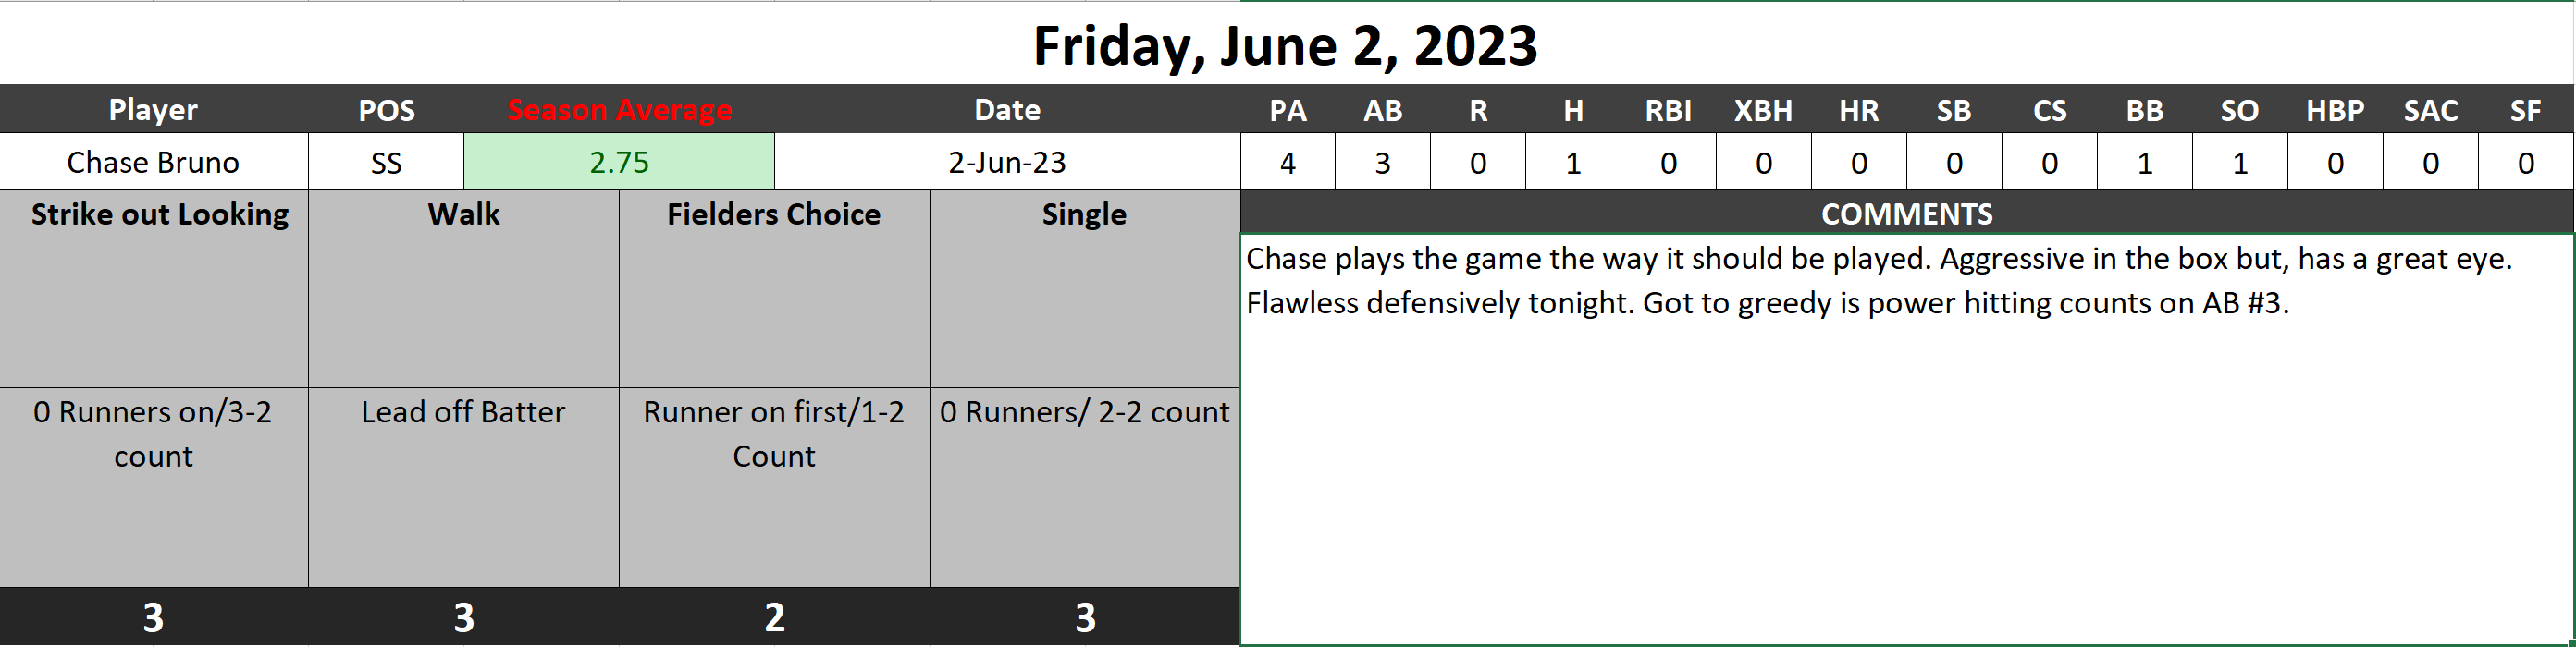 Friday, June 2, 2023
Player POS Season Average Date PA AB R H RBI XBH HR SB CS BB SO HBP SAC SF
Chase Bruno SS 2.75 2-Jun-23 4 3 0 1 0 0 0 0 0 1 1 0 0 0
Strike out Looking Walk Fielders Choice Single COMMENTS
Chase plays the game the way it should be played. Aggressive in the box but, has a great eye.
Flawless defensively tonight. Got to greedy is power hitting counts on AB #3.
0 Runners on/3-2 Lead off Batter Runner on first/1-2 0 Runners/ 2-2 count
count Count
3 3 2 3